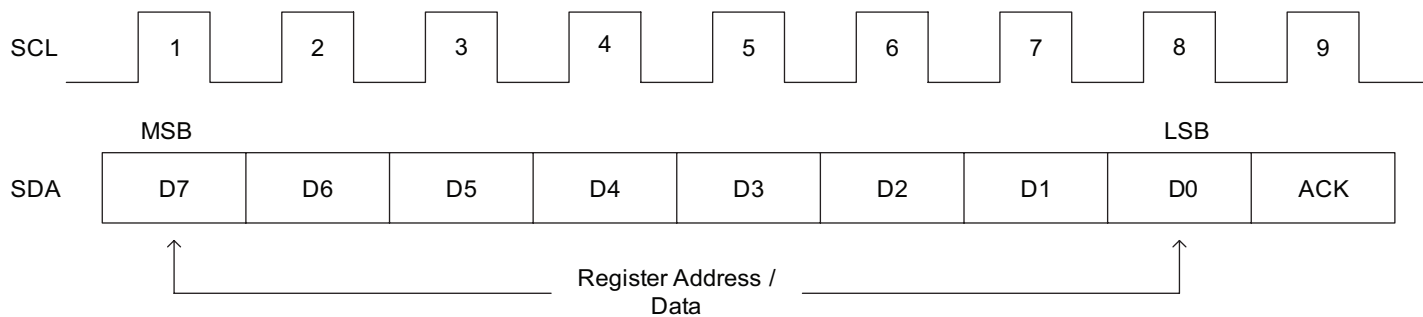 SCL 1 2 3 4 5 6 7 8 9
MSB LSB
SDA D7 D6 D5 D4 D3 D2 D1 D0 ACK
Register Address /
Data